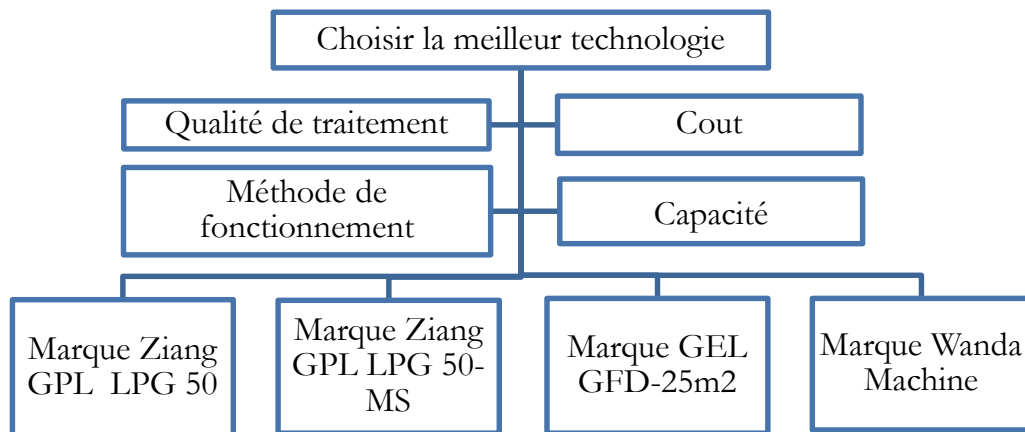 Choisir la meilleur technologie
Qualité de traitement
Cout
Méthode de
fonctionnement
Capacité
Marque Ziang
GPL LPG 50
Marque Ziang
GPL LPG 50-
MS
Marque GEL
GFD-25m2
Marque Wanda
Machine